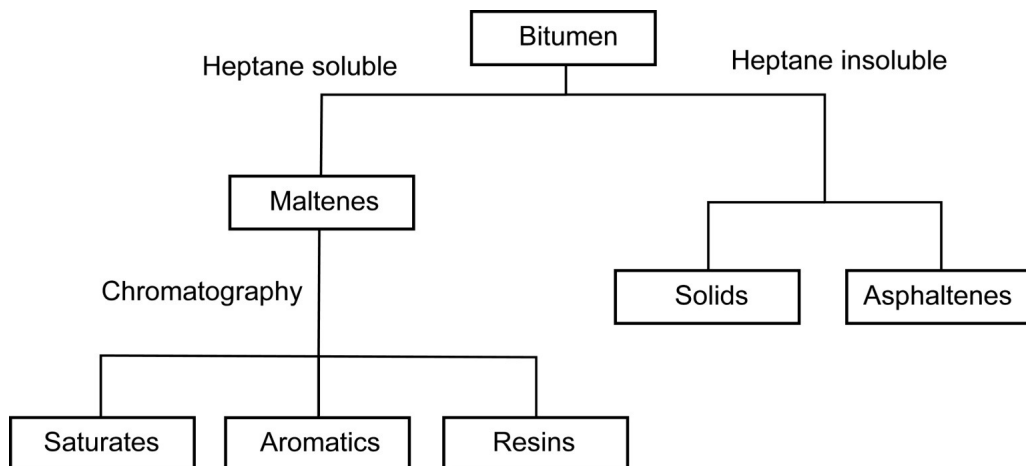 Bitumen
Heptane soluble
Heptane insoluble
Maltenes
Chromatography
Solids
Asphaltenes
Saturates
Aromatics
Resins